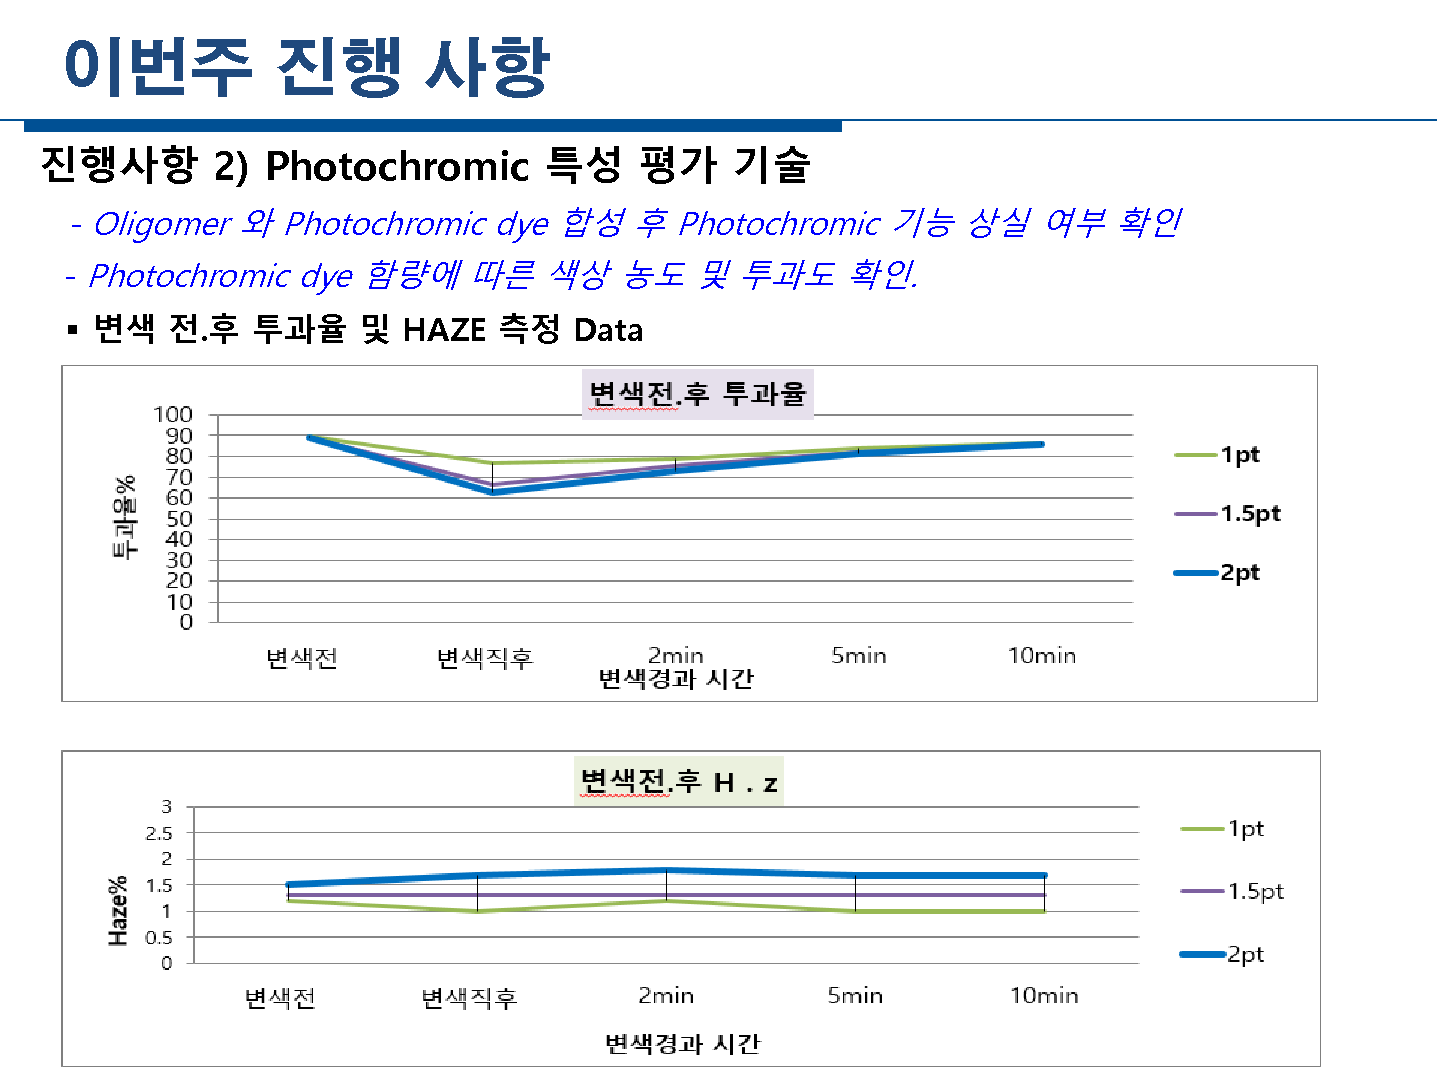 이번주 진행 사항
진행사항 2) Photochromic 특성 평가 기술
- Oligomer 와 Photochromic dye 합성 후 Photochromic 기능 상실 여부 확인
- Photochromic dye 함량에 따른 색상 농도 및 투과도 확인.
▪ 변색 전.후 투과율 및 HAZE 측정 Data
변색전.후 투과율
100
90
80
70
60
50
40
30
20
10
0
투과율%
변색전 변색직후 2min 5min 10min
변색경과 시간
1pt
1.5pt
2pt
변색전.후 H . z
3
2.5
2
1.5
1
0.5
0
Haze%
변색전 변색직후 2min 5min 10min
변색경과 시간
1pt
1.5pt
2pt